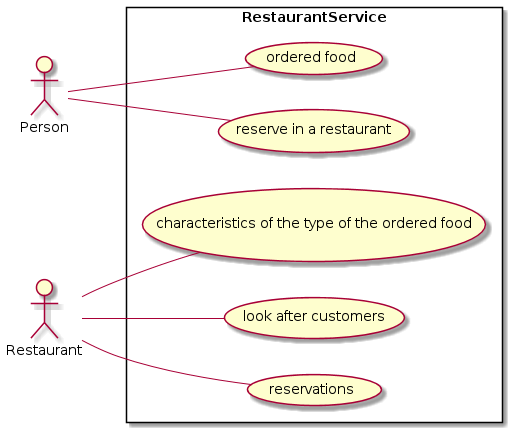 RestaurantService
ordered food
Person
reserve in a restaurant
characteristics of the type of the ordered food
look after customers
Restaurant
reservations